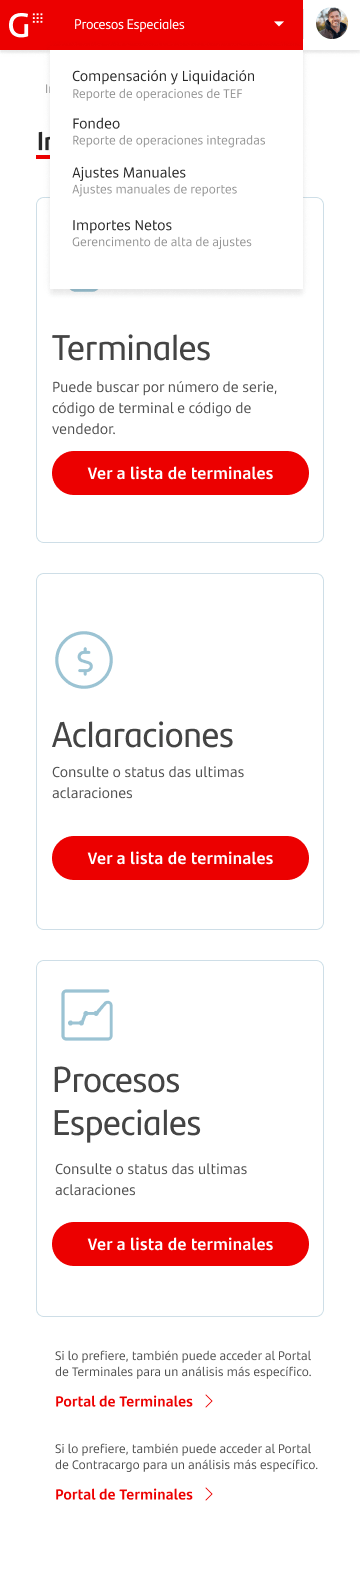 G
Procesos Especiales
Compensación y Liquidación
Reporte de operaciones de TEF
Fondeo
Reporte de operaciones integradas
Ajustes Manuales
Ajustes manuales de reportes
Importes Netos
Gerencimento de alta de ajustes
Terminales
Puede buscar por número de serie,
código de terminal e código de
vendedor.
Ver a lista de terminales
$
Aclaraciones
Consulte o status das ultimas
aclaraciones
Ver a lista de terminales
Procesos
Especiales
Consulte o status das ultimas
aclaraciones
Ver a lista de terminales
Si lo prefiere, también puede acceder al Portal
de Terminales para un análisis más específico.
Portal de Terminales
Si lo prefiere, también puede acceder al Portal
de Contracargo para un análisis más específico.
Portal de Terminales